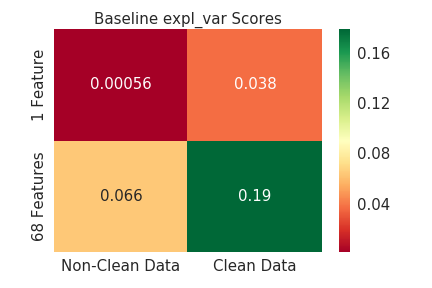 Baseline expl_var Scores
1 Feature
0.00056
0.038
68 Features
0.066
0.19
Non-Clean Data
Clean Data
0.16
0.12
0.08
0.04